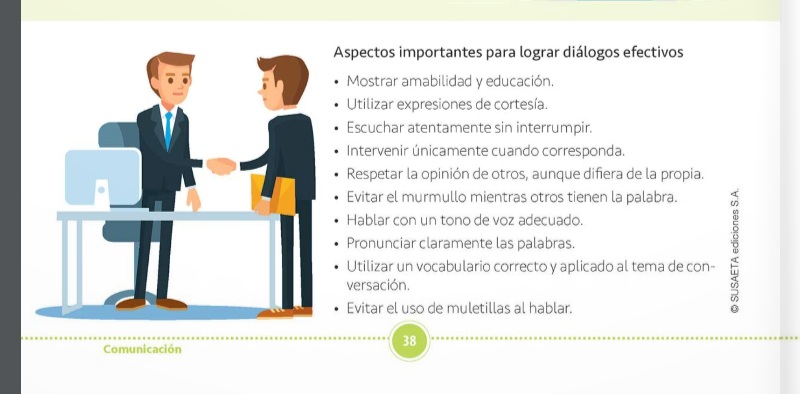 Aspectos importantes para lograr diálogos efectivos
• Mostrar amabilidad y educación.
• Utilizar expresiones de cortesía.
• Escuchar atentamente sin interrumpir.
• Intervenir únicamente cuando corresponda.
• Respetar la opinión de otros, aunque difiera de la propia.
• Evitar el murmullo mientras otros tienen la palabra.
• Hablar con un tono de voz adecuado.
• Pronunciar claramente las palabras.
• Utilizar un vocabulario correcto y aplicado al tema de con-
versación.
• Evitar el uso de muletillas al hablar.
© SUSAETA ediciones S.A.
38
Comunicación